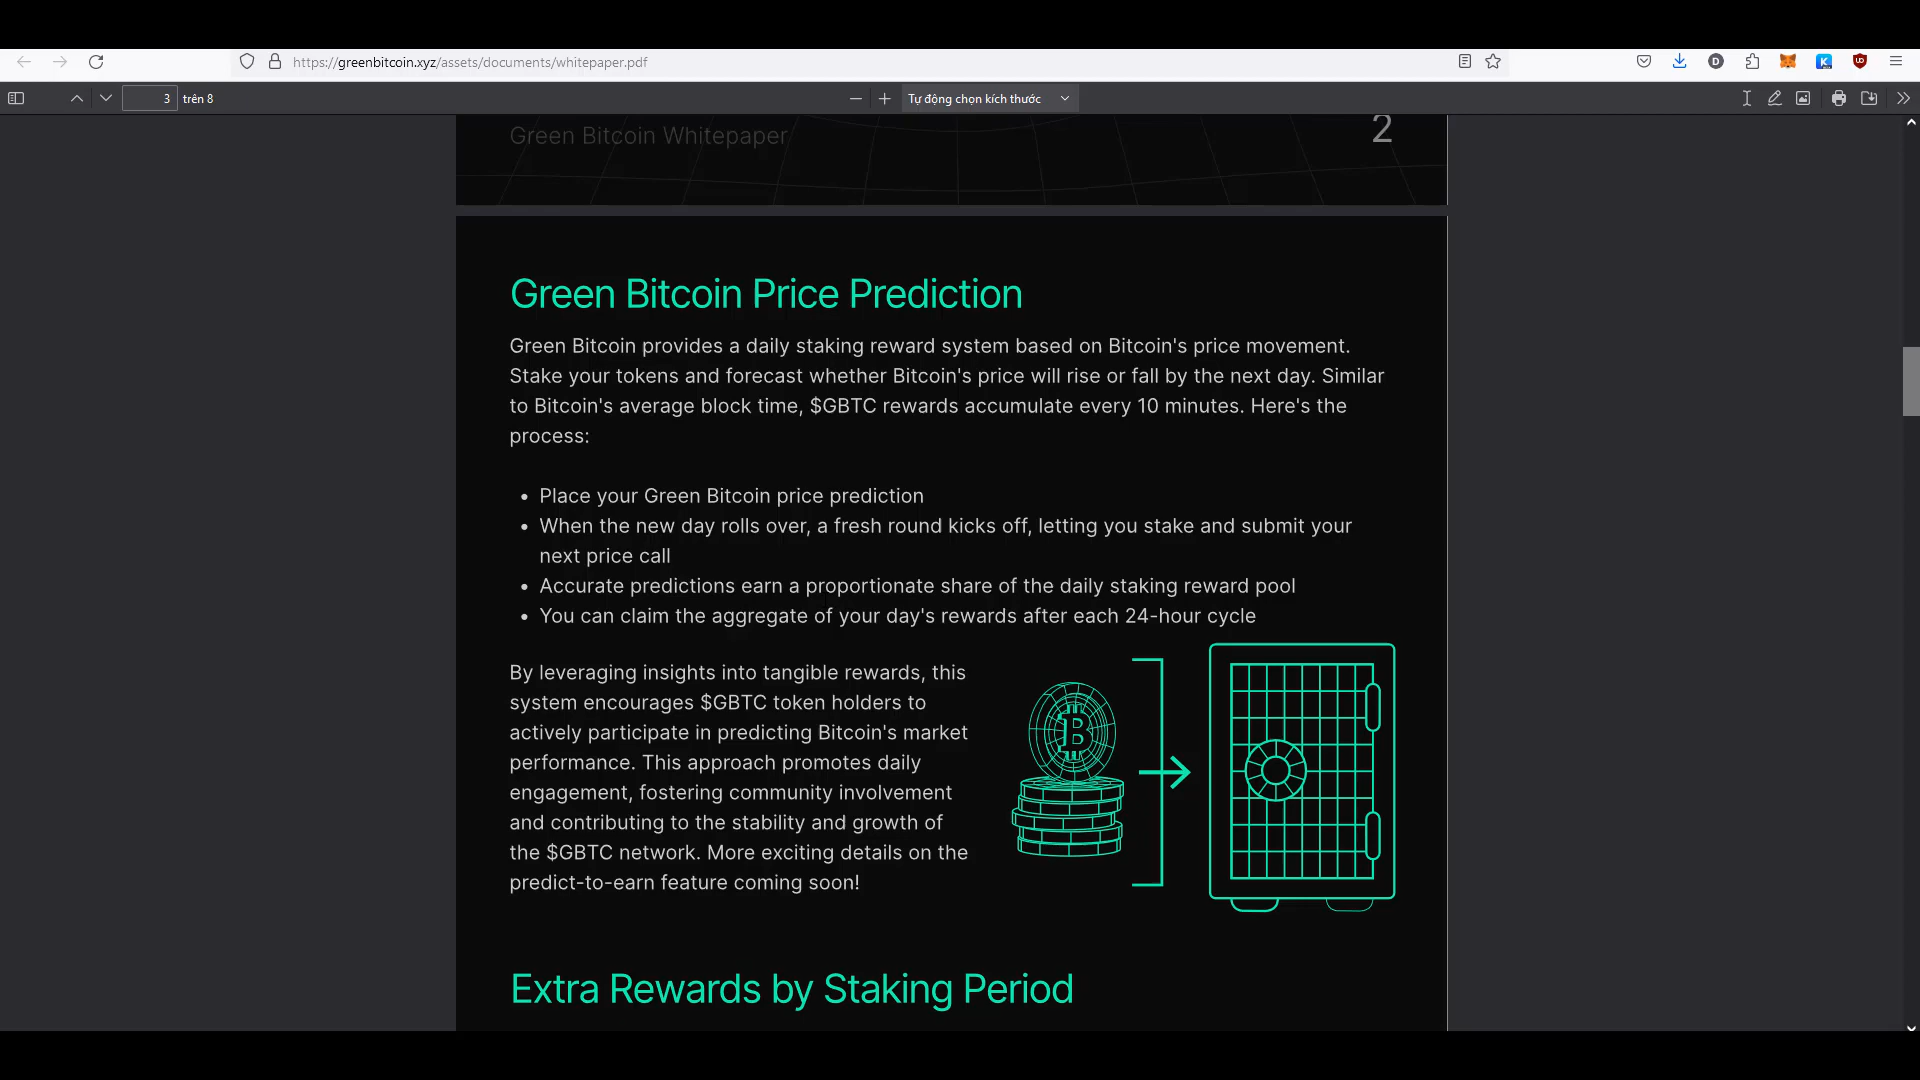 https://greenbitcoin.xyz/assets/documents/whitepaper.pdf
3 trên 8
Tự động chọn kích thước
Green Bitcoin Whitepaper
2
Green Bitcoin Price Prediction
Green Bitcoin provides a daily staking reward system based on Bitcoin's price movement.
Stake your tokens and forecast whether Bitcoin's price will rise or fall by the next day. Similar
to Bitcoin's average block time, $GBTC rewards accumulate every 10 minutes. Here's the
process:
• Place your Green Bitcoin price prediction
• When the new day rolls over, a fresh round kicks off, letting you stake and submit your
next price call
• Accurate predictions earn a proportionate share of the daily staking reward pool
• You can claim the aggregate of your day's rewards after each 24-hour cycle
By leveraging insights into tangible rewards, this
system encourages $GBTC token holders to
actively participate in predicting Bitcoin's market
performance. This approach promotes daily
engagement, fostering community involvement
and contributing to the stability and growth of
the $GBTC network. More exciting details on the
predict-to-earn feature coming soon!
Extra Rewards by Staking Period